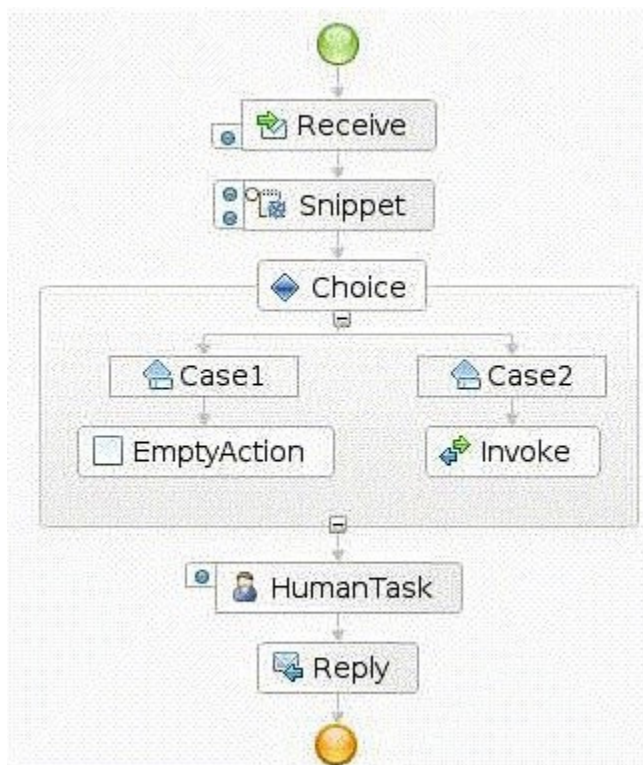 Receive
Snippet
Choice
Case1
Case2
EmptyAction
Invoke
HumanTask
Reply